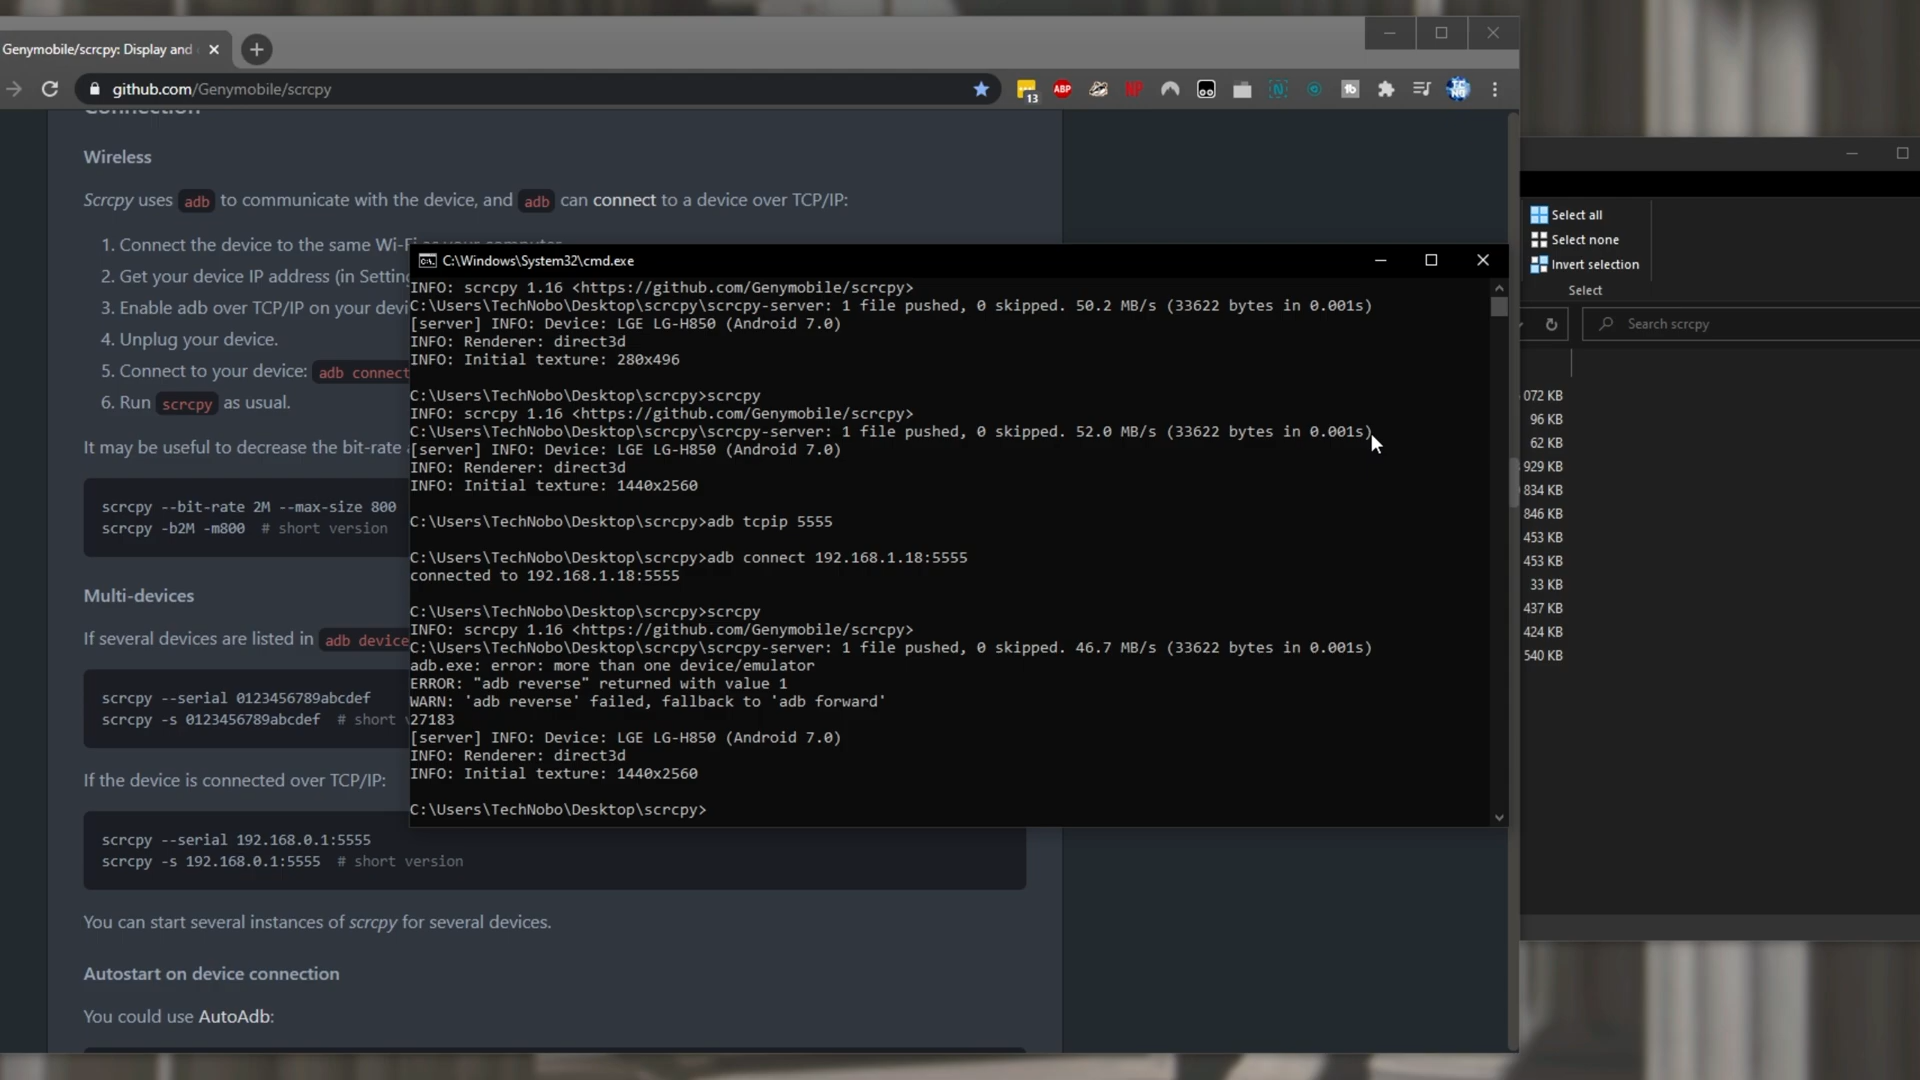 Genymobile/scrcpy: Display and
github.com/Genymobile/scrcpy
13
ABP
Connection
Wireless
Scrcpy uses adb to communicate with the device, and adb can connect to a device over TCP/IP:
1. Connect the device to the same Wi-Fi as your computer.
2. Get your device IP address (in Setting
3. Enable adb over TCP/IP on your devi
4. Unplug your device.
5. Connect to your device: adb connect
6. Run scrcpy as usual.
It may be useful to decrease the bit-rate a
scrcpy --bit-rate 2M --max-size 800
scrcpy -b2M -m800 # short version
Multi-devices
If several devices are listed in adb device
scrcpy --serial 0123456789abcdef
scrcpy -s 0123456789abcdef # short v
If the device is connected over TCP/IP:
scrcpy --serial 192.168.0.1:5555
scrcpy -s 192.168.0.1:5555 # short version
You can start several instances of scrcpy for several devices.
Autostart on device connection
You could use AutoAdb:
C:\Windows\System32\cmd.exe
INFO: scrcpy 1.16 <https://github.com/Genymobile/scrcpy>
C:\Users\TechNobo\Desktop\scrcpy\scrcpy-server: 1 file pushed, 0 skipped. 50.2 MB/s (33622 bytes in 0.001s)
[server] INFO: Device: LGE LG-H850 (Android 7.0)
INFO: Renderer: direct3d
INFO: Initial texture: 280x496
C:\Users\TechNobo\Desktop\scrcpy>scrcpy
INFO: scrcpy 1.16 <https://github.com/Genymobile/scrcpy>
C:\Users\TechNobo\Desktop\scrcpy\scrcpy-server: 1 file pushed, 0 skipped. 52.0 MB/s (33622 bytes in 0.001s)
[server] INFO: Device: LGE LG-H850 (Android 7.0)
INFO: Renderer: direct3d
INFO: Initial texture: 1440x2560
C:\Users\TechNobo\Desktop\scrcpy>adb tcpip 5555
C:\Users\TechNobo\Desktop\scrcpy>adb connect 192.168.1.18:5555
connected to 192.168.1.18:5555
C:\Users\TechNobo\Desktop\scrcpy>scrcpy
INFO: scrcpy 1.16 <https://github.com/Genymobile/scrcpy>
C:\Users\TechNobo\Desktop\scrcpy\scrcpy-server: 1 file pushed, 0 skipped. 46.7 MB/s (33622 bytes in 0.001s)
adb.exe: error: more than one device/emulator
ERROR: "adb reverse" returned with value 1
WARN: 'adb reverse' failed, fallback to 'adb forward'
27183
[server] INFO: Device: LGE LG-H850 (Android 7.0)
INFO: Renderer: direct3d
INFO: Initial texture: 1440x2560
C:\Users\TechNobo\Desktop\scrcpy>
Select all
Select none
Invert selection
Select
Search scrcpy
072 KB
96 KB
62 KB
929 KB
834 KB
846 KB
453 KB
453 KB
33 KB
437 KB
424 KB
540 KB